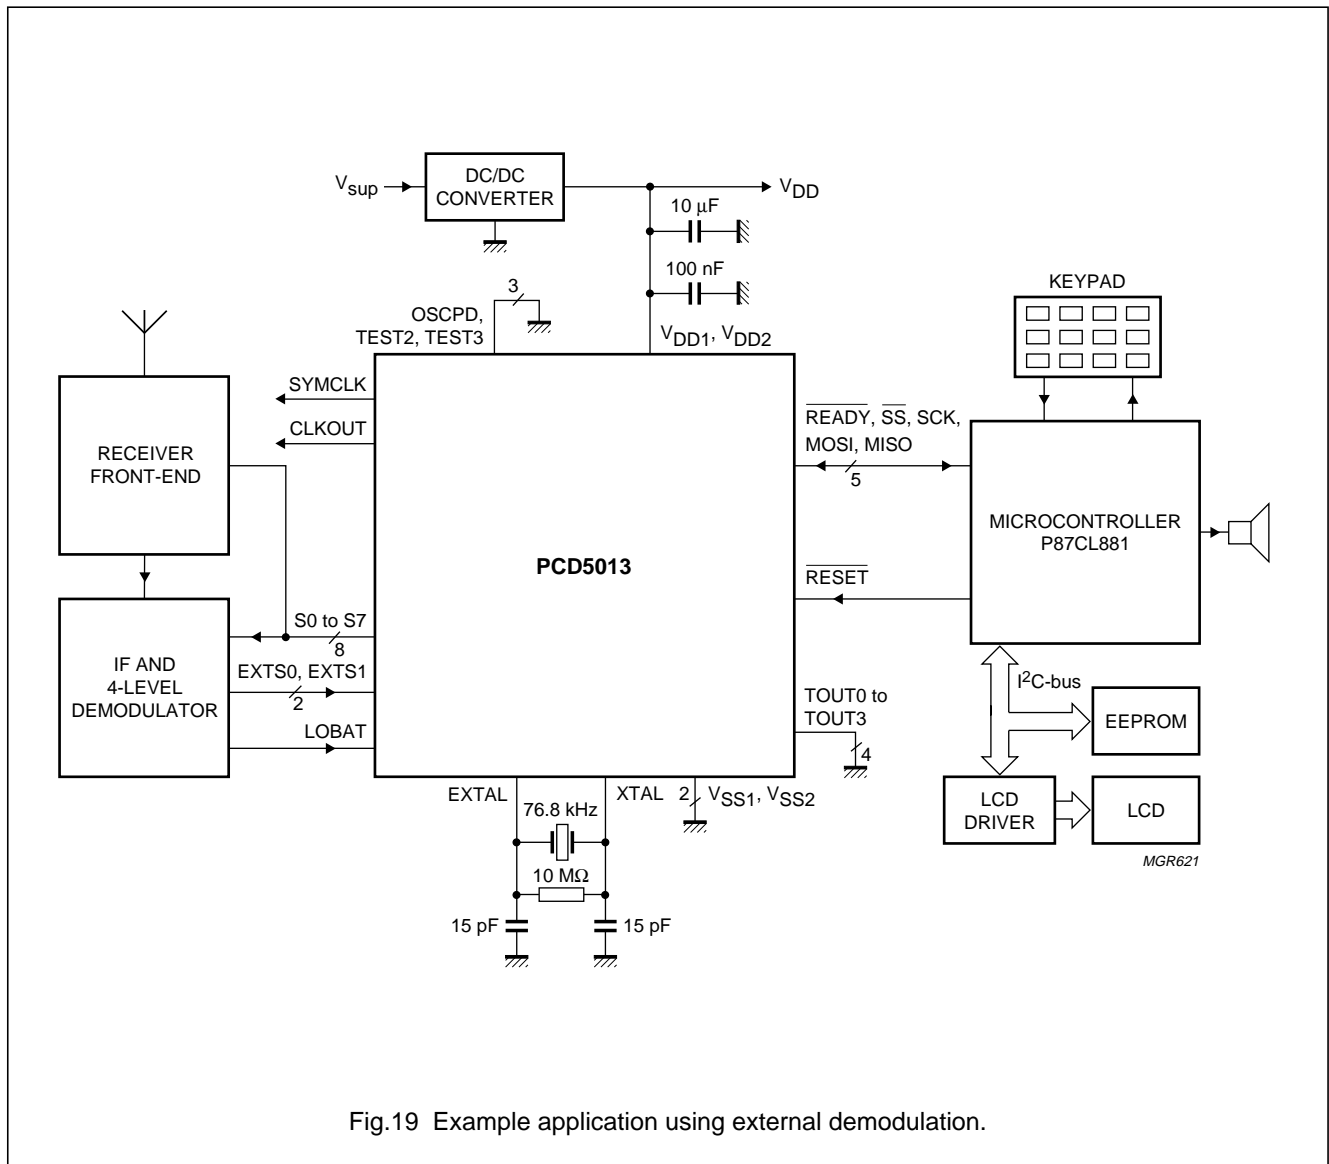 V_sup
DC/DC
CONVERTER
V_DD
10 μF
100 nF
3
OSCPD,
TEST2, TEST3
V_DD1, V_DD2
KEYPAD
SYMCLK
CLKOUT
RECEIVER
FRONT-END
READY, SS, SCK,
MOSI, MISO
5
MICROCONTROLLER
P87CL881
PCD5013
RESET
S0 to S7
8
IF AND
4-LEVEL
DEMODULATOR
EXTS0, EXTS1
2
LOBAT
I²C-bus
TOUT0 to
TOUT3
4
EEPROM
EXTAL
XTAL
2
V_SS1, V_SS2
76.8 kHz
10 MΩ
15 pF
15 pF
LCD
DRIVER
LCD
MGR621
Fig.19 Example application using external demodulation.